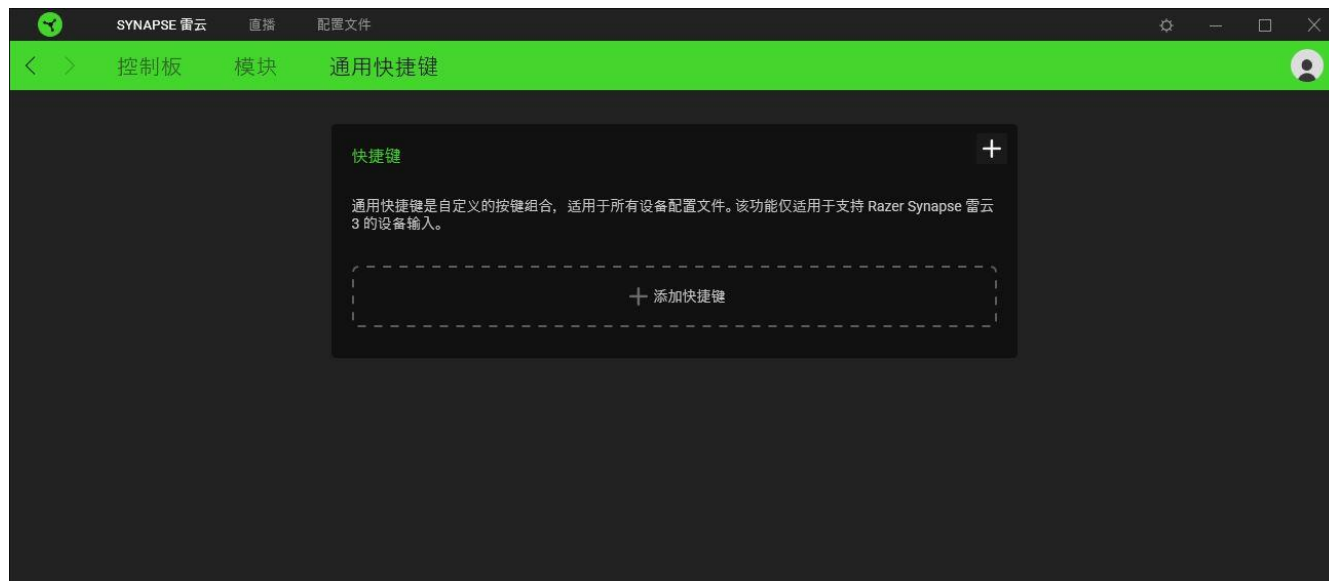 SYNAPSE 雷云 直播 配置文件
控制板 模块 通用快捷键
快捷键
通用快捷键是自定义的按键组合，适用于所有设备配置文件。该功能仅适用于支持 Razer Synapse 雷云
3 的设备输入。
添加快捷键